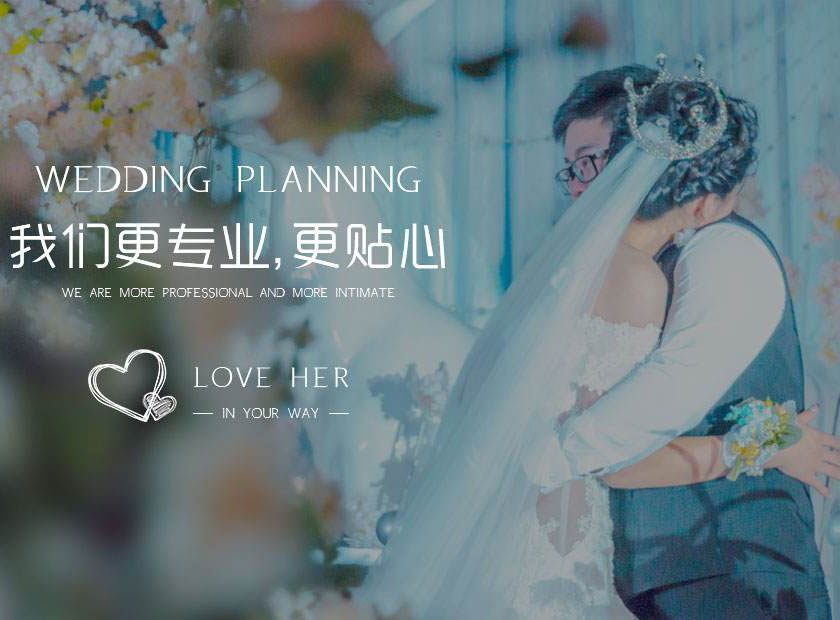 WEDDING PLANNING
我们更专业,更贴心
WE ARE MORE PROFESSIONAL AND MORE INTIMATE
LOVE HER
— IN YOUR WAY —